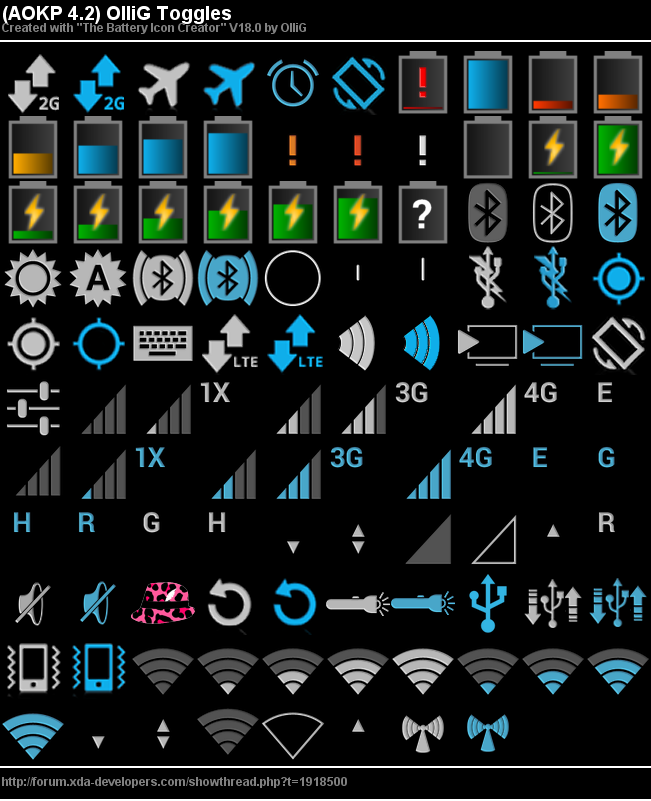 (AOKP 4.2) OlliG Toggles
Created with "The Battery Icon Creator" V18.0 by OlliG
2G 2G !
! ! !
?
A
LTE LTE
1X 3G 4G E
1X 3G 4G E G
H R G H R
http://forum.xda-developers.com/showthread.php?t=1918500